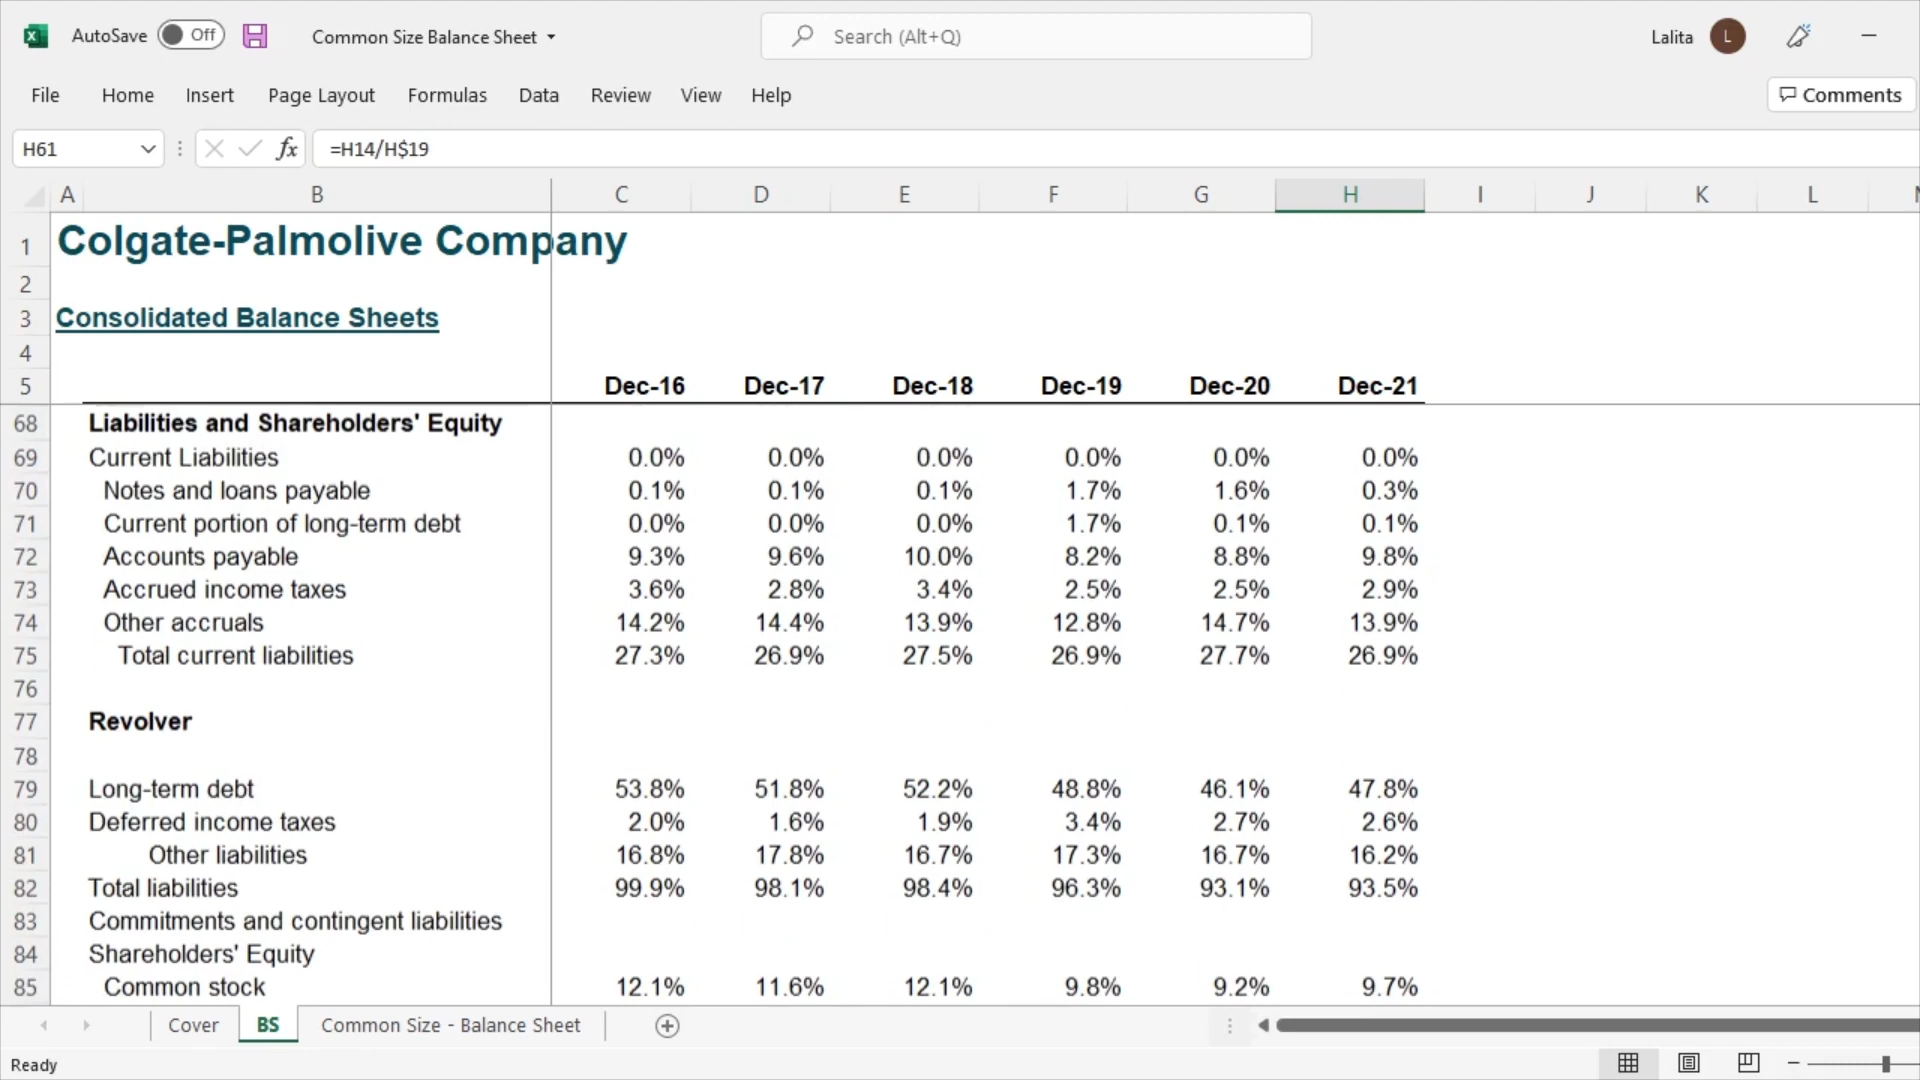 AutoSave Off Common Size Balance Sheet Search (Alt+Q) Lalita L
File Home Insert Page Layout Formulas Data Review View Help Comments
H61 fx =H14/H$19
A B C D E F G H I J K L
1 Colgate-Palmolive Company
2
3 Consolidated Balance Sheets
4
5 Dec-16 Dec-17 Dec-18 Dec-19 Dec-20 Dec-21
68 Liabilities and Shareholders' Equity
69 Current Liabilities 0.0% 0.0% 0.0% 0.0% 0.0% 0.0%
70 Notes and loans payable 0.1% 0.1% 0.1% 1.7% 1.6% 0.3%
71 Current portion of long-term debt 0.0% 0.0% 0.0% 1.7% 0.1% 0.1%
72 Accounts payable 9.3% 9.6% 10.0% 8.2% 8.8% 9.8%
73 Accrued income taxes 3.6% 2.8% 3.4% 2.5% 2.5% 2.9%
74 Other accruals 14.2% 14.4% 13.9% 12.8% 14.7% 13.9%
75 Total current liabilities 27.3% 26.9% 27.5% 26.9% 27.7% 26.9%
76
77 Revolver
78
79 Long-term debt 53.8% 51.8% 52.2% 48.8% 46.1% 47.8%
80 Deferred income taxes 2.0% 1.6% 1.9% 3.4% 2.7% 2.6%
81 Other liabilities 16.8% 17.8% 16.7% 17.3% 16.7% 16.2%
82 Total liabilities 99.9% 98.1% 98.4% 96.3% 93.1% 93.5%
83 Commitments and contingent liabilities
84 Shareholders' Equity
85 Common stock 12.1% 11.6% 12.1% 9.8% 9.2% 9.7%
Cover BS Common Size - Balance Sheet
Ready